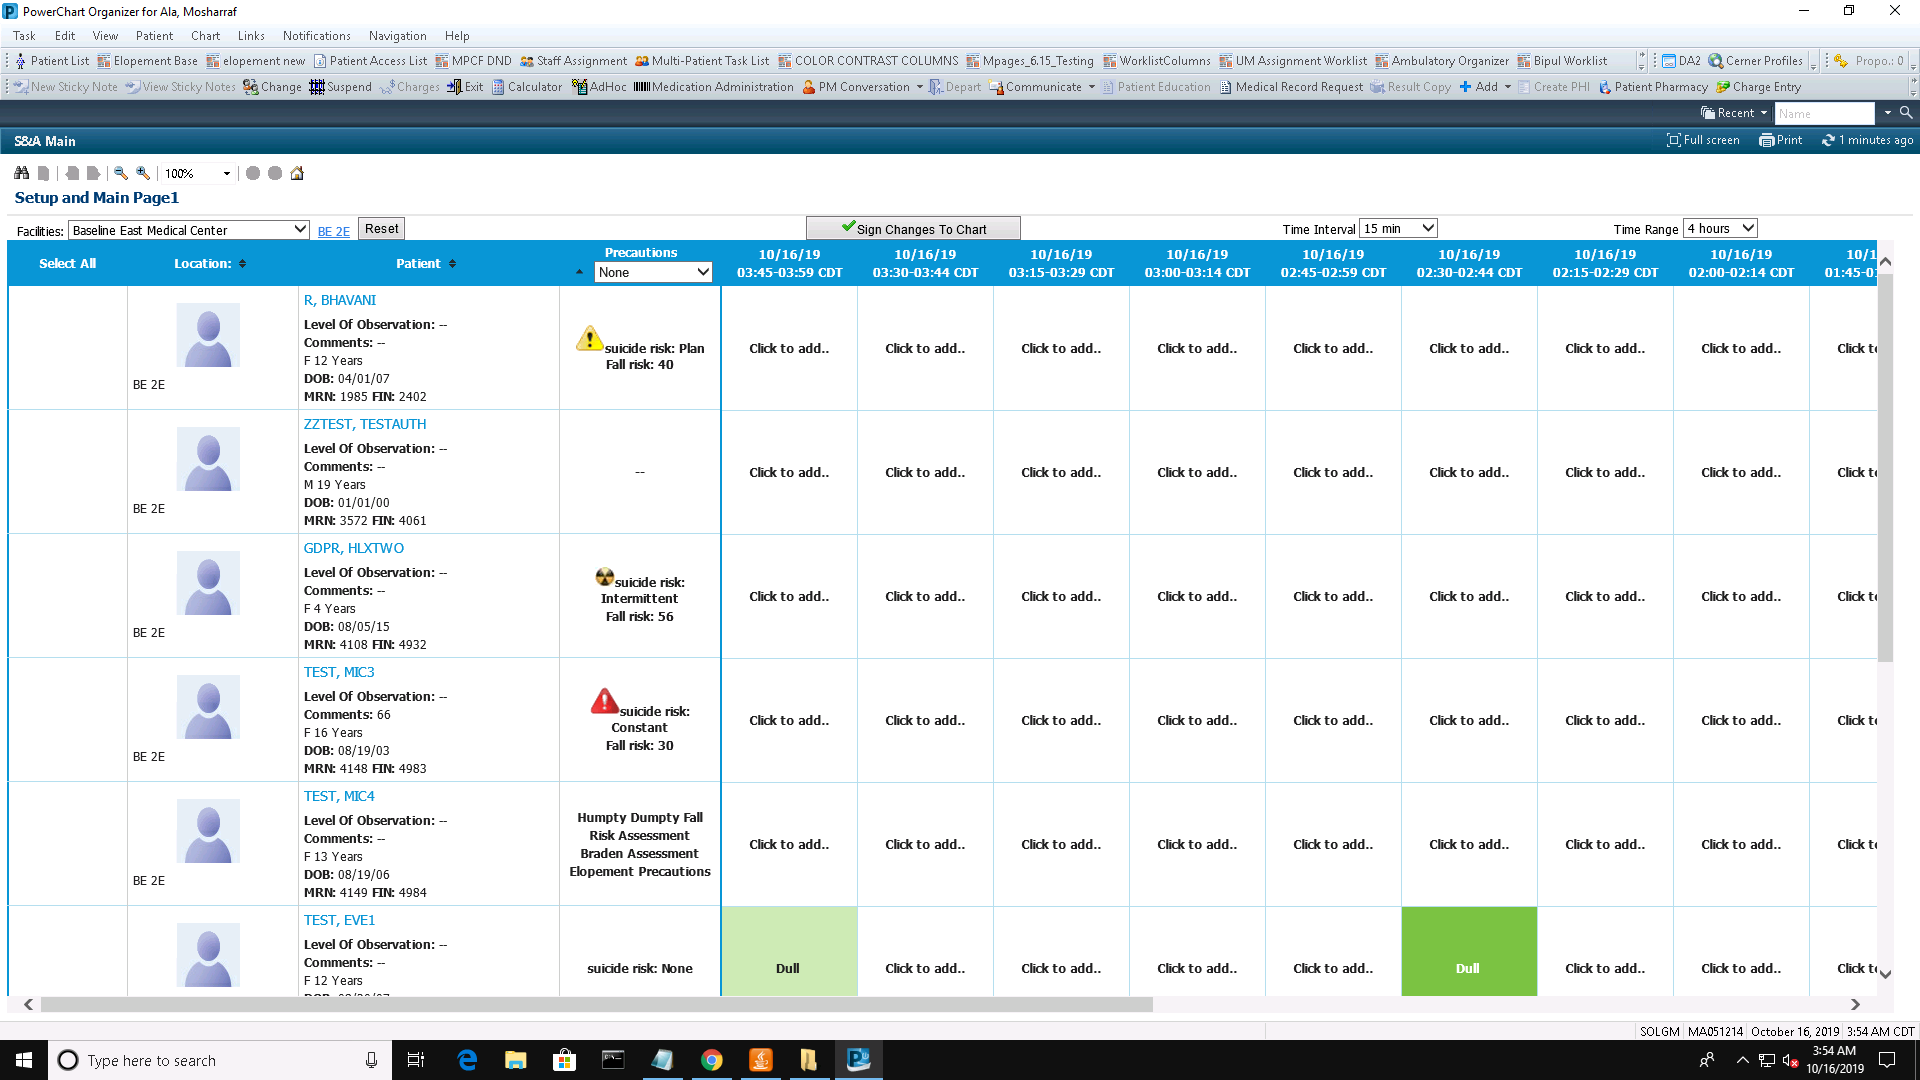 PowerChart Organizer for Ala, Mosharraf
Task Edit View Patient Chart Links Notifications Navigation Help
Patient List Elopement Base elopement new Patient Access List MPCF DND Staff Assignment Multi-Patient Task List COLOR CONTRAST COLUMNS Mpages_6.15_Testing WorklistColumns UM Assignment Worklist Ambulatory Organizer Bipul Worklist DA2 Cerner Profiles Propo.: 0
New Sticky Note View Sticky Notes Change Suspend Charges Exit Calculator AdHoc Medication Administration PM Conversation Depart Communicate Patient Education Medical Record Request Result Copy Add Create PHI Patient Pharmacy Charge Entry
Recent Name
S&A Main Full screen Print 1 minutes ago
100%
Setup and Main Page1
Facilities: Baseline East Medical Center BE 2E Reset Sign Changes To Chart Time Interval 15 min Time Range 4 hours
Select All Location: Patient Precautions None
10/16/19 10/16/19 10/16/19 10/16/19 10/16/19 10/16/19 10/16/19 10/16/19 10/1
03:45-03:59 CDT 03:30-03:44 CDT 03:15-03:29 CDT 03:00-03:14 CDT 02:45-02:59 CDT 02:30-02:44 CDT 02:15-02:29 CDT 02:00-02:14 CDT 01:45-0
BE 2E
R, BHAVANI
Level Of Observation: --
Comments: --
F 12 Years
DOB: 04/01/07
MRN: 1985 FIN: 2402
suicide risk: Plan
Fall risk: 40
Click to add.. Click to add.. Click to add.. Click to add.. Click to add.. Click to add.. Click to add.. Click to add.. Click t
BE 2E
ZZTEST, TESTAUTH
Level Of Observation: --
Comments: --
M 19 Years
DOB: 01/01/00
MRN: 3572 FIN: 4061
--
Click to add.. Click to add.. Click to add.. Click to add.. Click to add.. Click to add.. Click to add.. Click to add.. Click t
BE 2E
GDPR, HLXTWO
Level Of Observation: --
Comments: --
F 4 Years
DOB: 08/05/15
MRN: 4108 FIN: 4932
suicide risk:
Intermittent
Fall risk: 56
Click to add.. Click to add.. Click to add.. Click to add.. Click to add.. Click to add.. Click to add.. Click to add.. Click t
BE 2E
TEST, MIC3
Level Of Observation: --
Comments: 66
F 16 Years
DOB: 08/19/03
MRN: 4148 FIN: 4983
suicide risk:
Constant
Fall risk: 30
Click to add.. Click to add.. Click to add.. Click to add.. Click to add.. Click to add.. Click to add.. Click to add.. Click t
BE 2E
TEST, MIC4
Level Of Observation: --
Comments: --
F 13 Years
DOB: 08/19/06
MRN: 4149 FIN: 4984
Humpty Dumpty Fall
Risk Assessment
Braden Assessment
Elopement Precautions
Click to add.. Click to add.. Click to add.. Click to add.. Click to add.. Click to add.. Click to add.. Click to add.. Click t
TEST, EVE1
Level Of Observation: --
Comments: --
F 12 Years
suicide risk: None
Dull Click to add.. Click to add.. Click to add.. Click to add.. Dull Click to add.. Click to add.. Click t
SOLGM MA051214 October 16, 2019 3:54 AM CDT
Type here to search
3:54 AM
10/16/2019